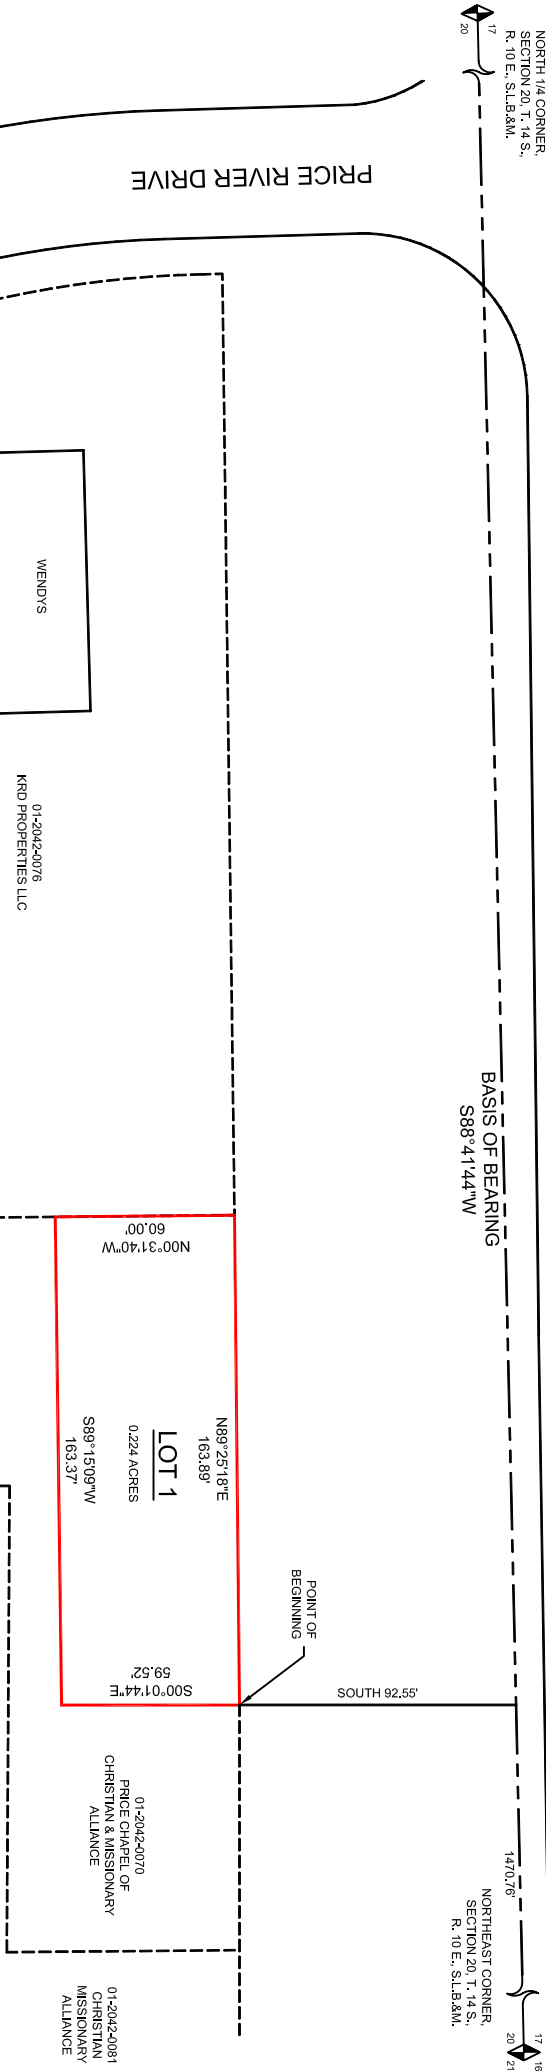 NORTH 1/4 CORNER,
SECTION 20, T. 14 S.,
R. 10 E., S.L.B.&M.
17
20
PRICE RIVER DRIVE
WENDYS
01-2042-0076
KRD PROPERTIES LLC
BASIS OF BEARING
S88°41'44"W
N00°31'40"W
60.00'
N89°25'18"E
163.89'
LOT 1
0.224 ACRES
S89°15'09"W
163.37'
POINT OF
BEGINNING
S00°01'44"E
59.52'
SOUTH 92.55'
1470.76'
01-2042-0070
PRICE CHAPEL OF
CHRISTIAN & MISSIONARY
ALLIANCE
NORTHEAST CORNER,
SECTION 20, T. 14 S.,
R. 10 E., S.L.B.&M.
17
16
20
21
01-2042-0081
CHRISTIAN
MISSIONARY
ALLIANCE